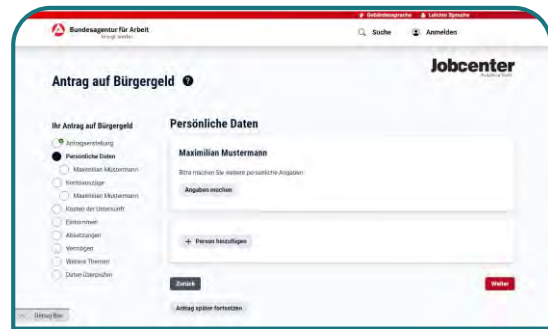 Gebärdensprache Leichte Sprache
Bundesagentur für Arbeit
bringt weiter.
Suche Anmelden
Jobcenter
Antrag auf Bürgergeld ?
Ihr Antrag auf Bürgergeld
Antragserstellung
Persönliche Daten
Maximilian Mustermann
Kontoauszüge
Maximilian Mustermann
Kosten der Unterkunft
Einkommen
Absetzungen
Vermögen
Weitere Themen
Daten überprüfen
Persönliche Daten
Maximilian Mustermann
Bitte machen Sie weitere persönliche Angaben
Angaben machen
+ Person hinzufügen
Zurück Weiter
Antrag später fortsetzen
Debug Bar